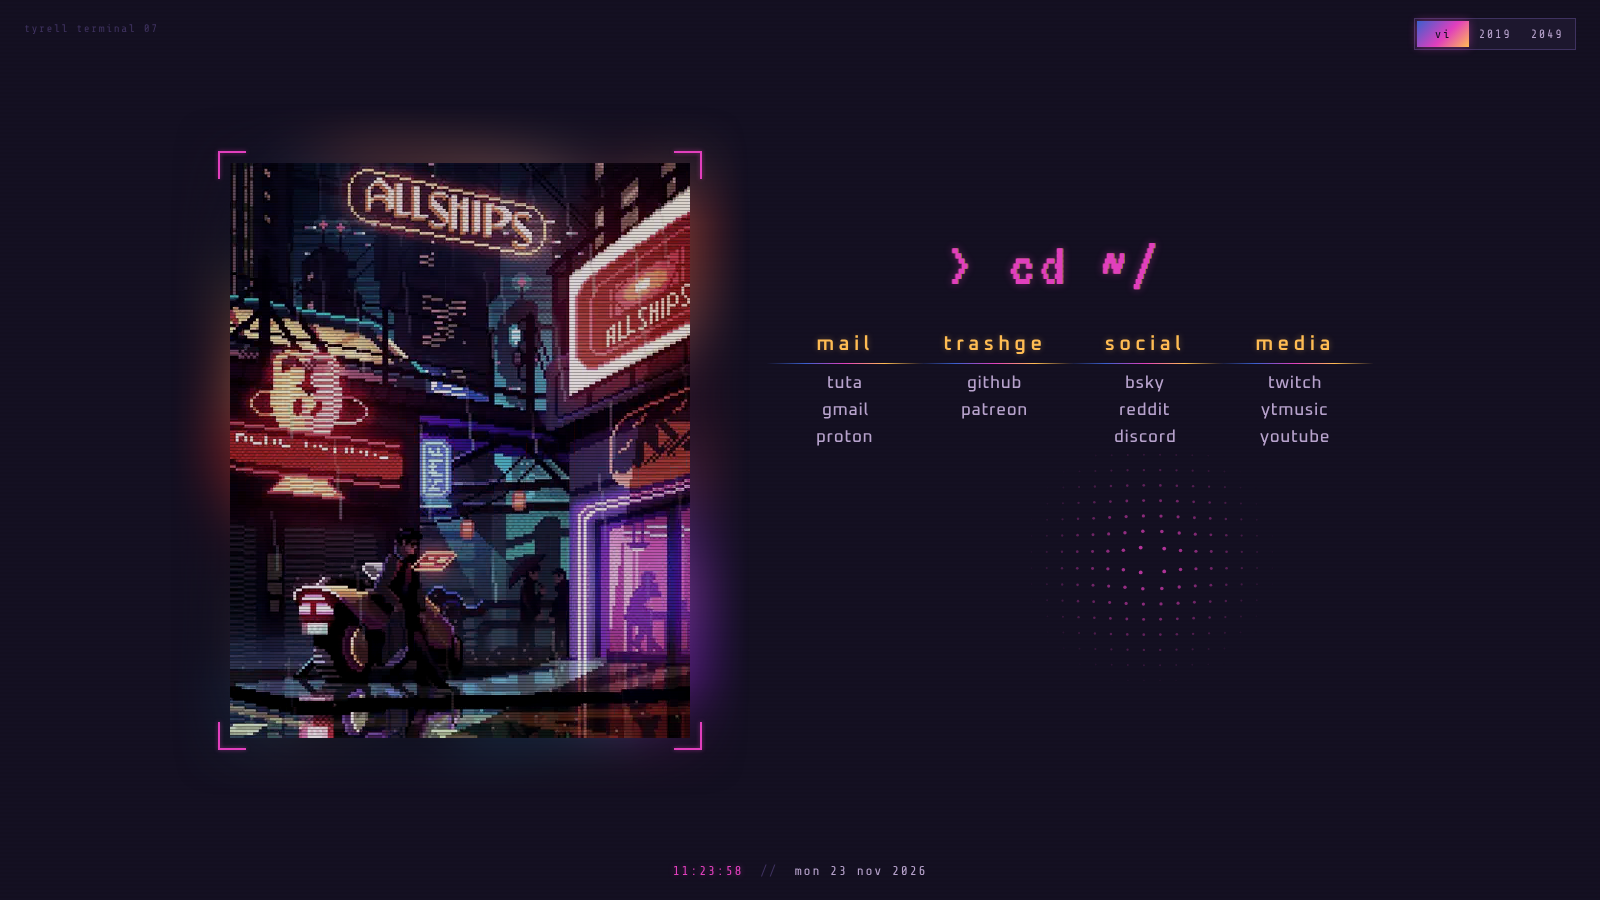 tyrell terminal 07
vi 2019 2049
ALLSHIPS
ALLSHIPS
> cd ~/
mail trashge social media
tuta github bsky twitch
gmail patreon reddit ytmusic
proton discord youtube
11:23:58 // mon 23 nov 2026